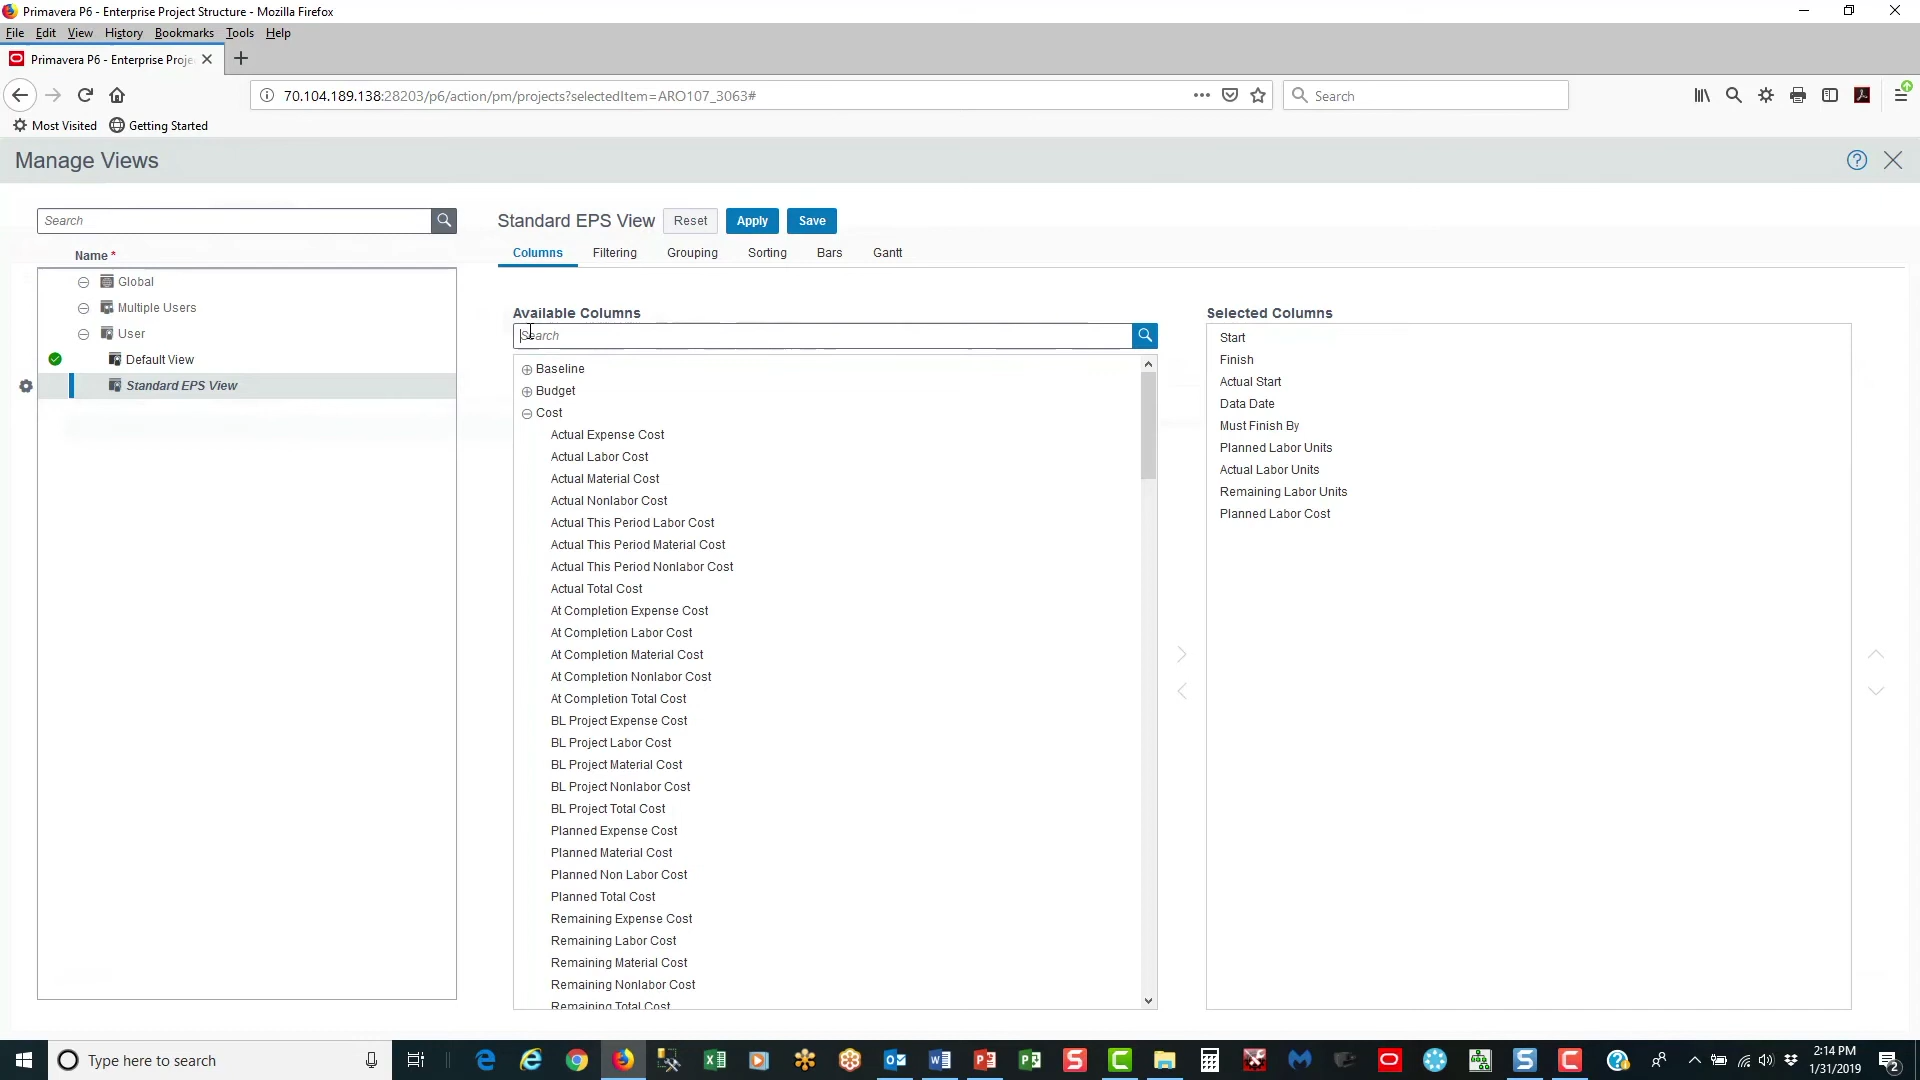 Primavera P6 - Enterprise Project Structure - Mozilla Firefox
File Edit View History Bookmarks Tools Help
Primavera P6 - Enterprise Proje
70.104.189.138:28203/p6/action/pm/projects?selectedItem=ARO107_3063#
Search
Most Visited Getting Started
Manage Views
Search
Standard EPS View Reset Apply Save
Columns Filtering Grouping Sorting Bars Gantt
Name *
Global
Multiple Users
User
Default View
Standard EPS View
Available Columns
Search
Baseline
Budget
Cost
Actual Expense Cost
Actual Labor Cost
Actual Material Cost
Actual Nonlabor Cost
Actual This Period Labor Cost
Actual This Period Material Cost
Actual This Period Nonlabor Cost
Actual Total Cost
At Completion Expense Cost
At Completion Labor Cost
At Completion Material Cost
At Completion Nonlabor Cost
At Completion Total Cost
BL Project Expense Cost
BL Project Labor Cost
BL Project Material Cost
BL Project Nonlabor Cost
BL Project Total Cost
Planned Expense Cost
Planned Material Cost
Planned Non Labor Cost
Planned Total Cost
Remaining Expense Cost
Remaining Labor Cost
Remaining Material Cost
Remaining Nonlabor Cost
Remaining Total Cost
Selected Columns
Start
Finish
Actual Start
Data Date
Must Finish By
Planned Labor Units
Actual Labor Units
Remaining Labor Units
Planned Labor Cost
Type here to search
2:14 PM
1/31/2019
2